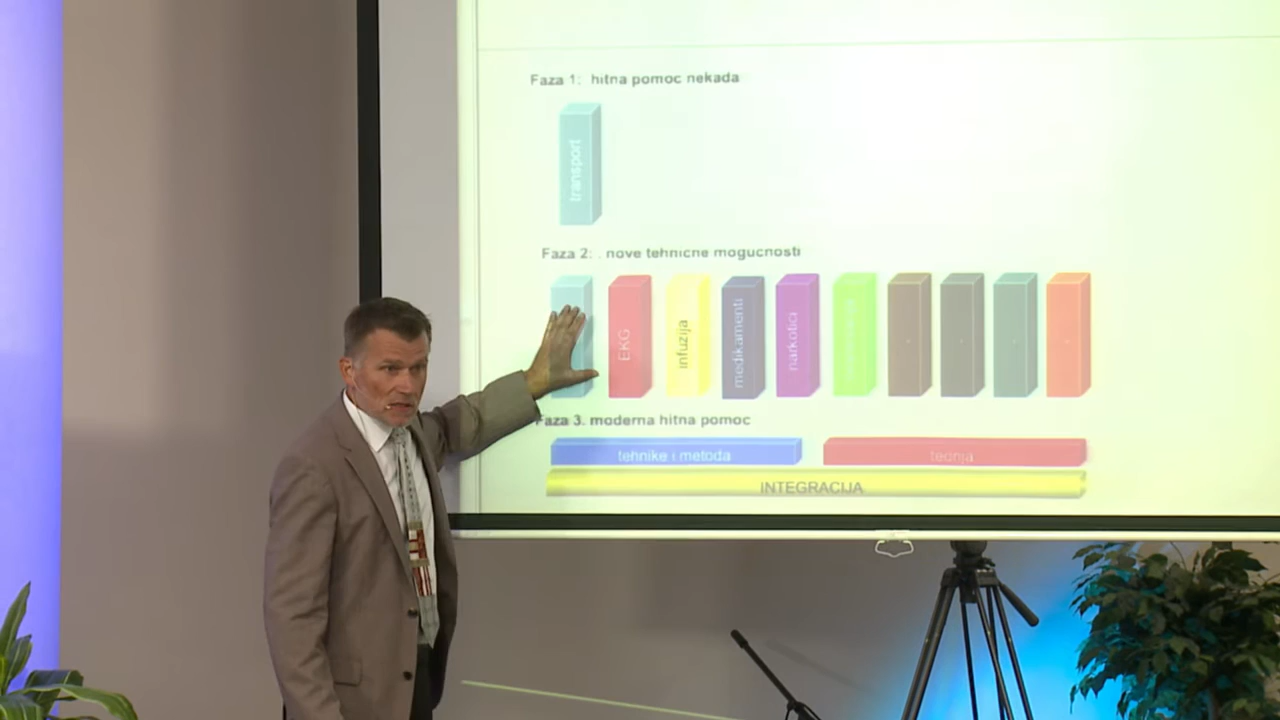 Faza 1: hitna pomoc nekada
transport
Faza 2: . nove tehnicne mogucnosti
EKG
infuzija
medikamenti
narkotici
Faza 3. moderna hitna pomoc
tehnike i metoda
INTEGRACIJA